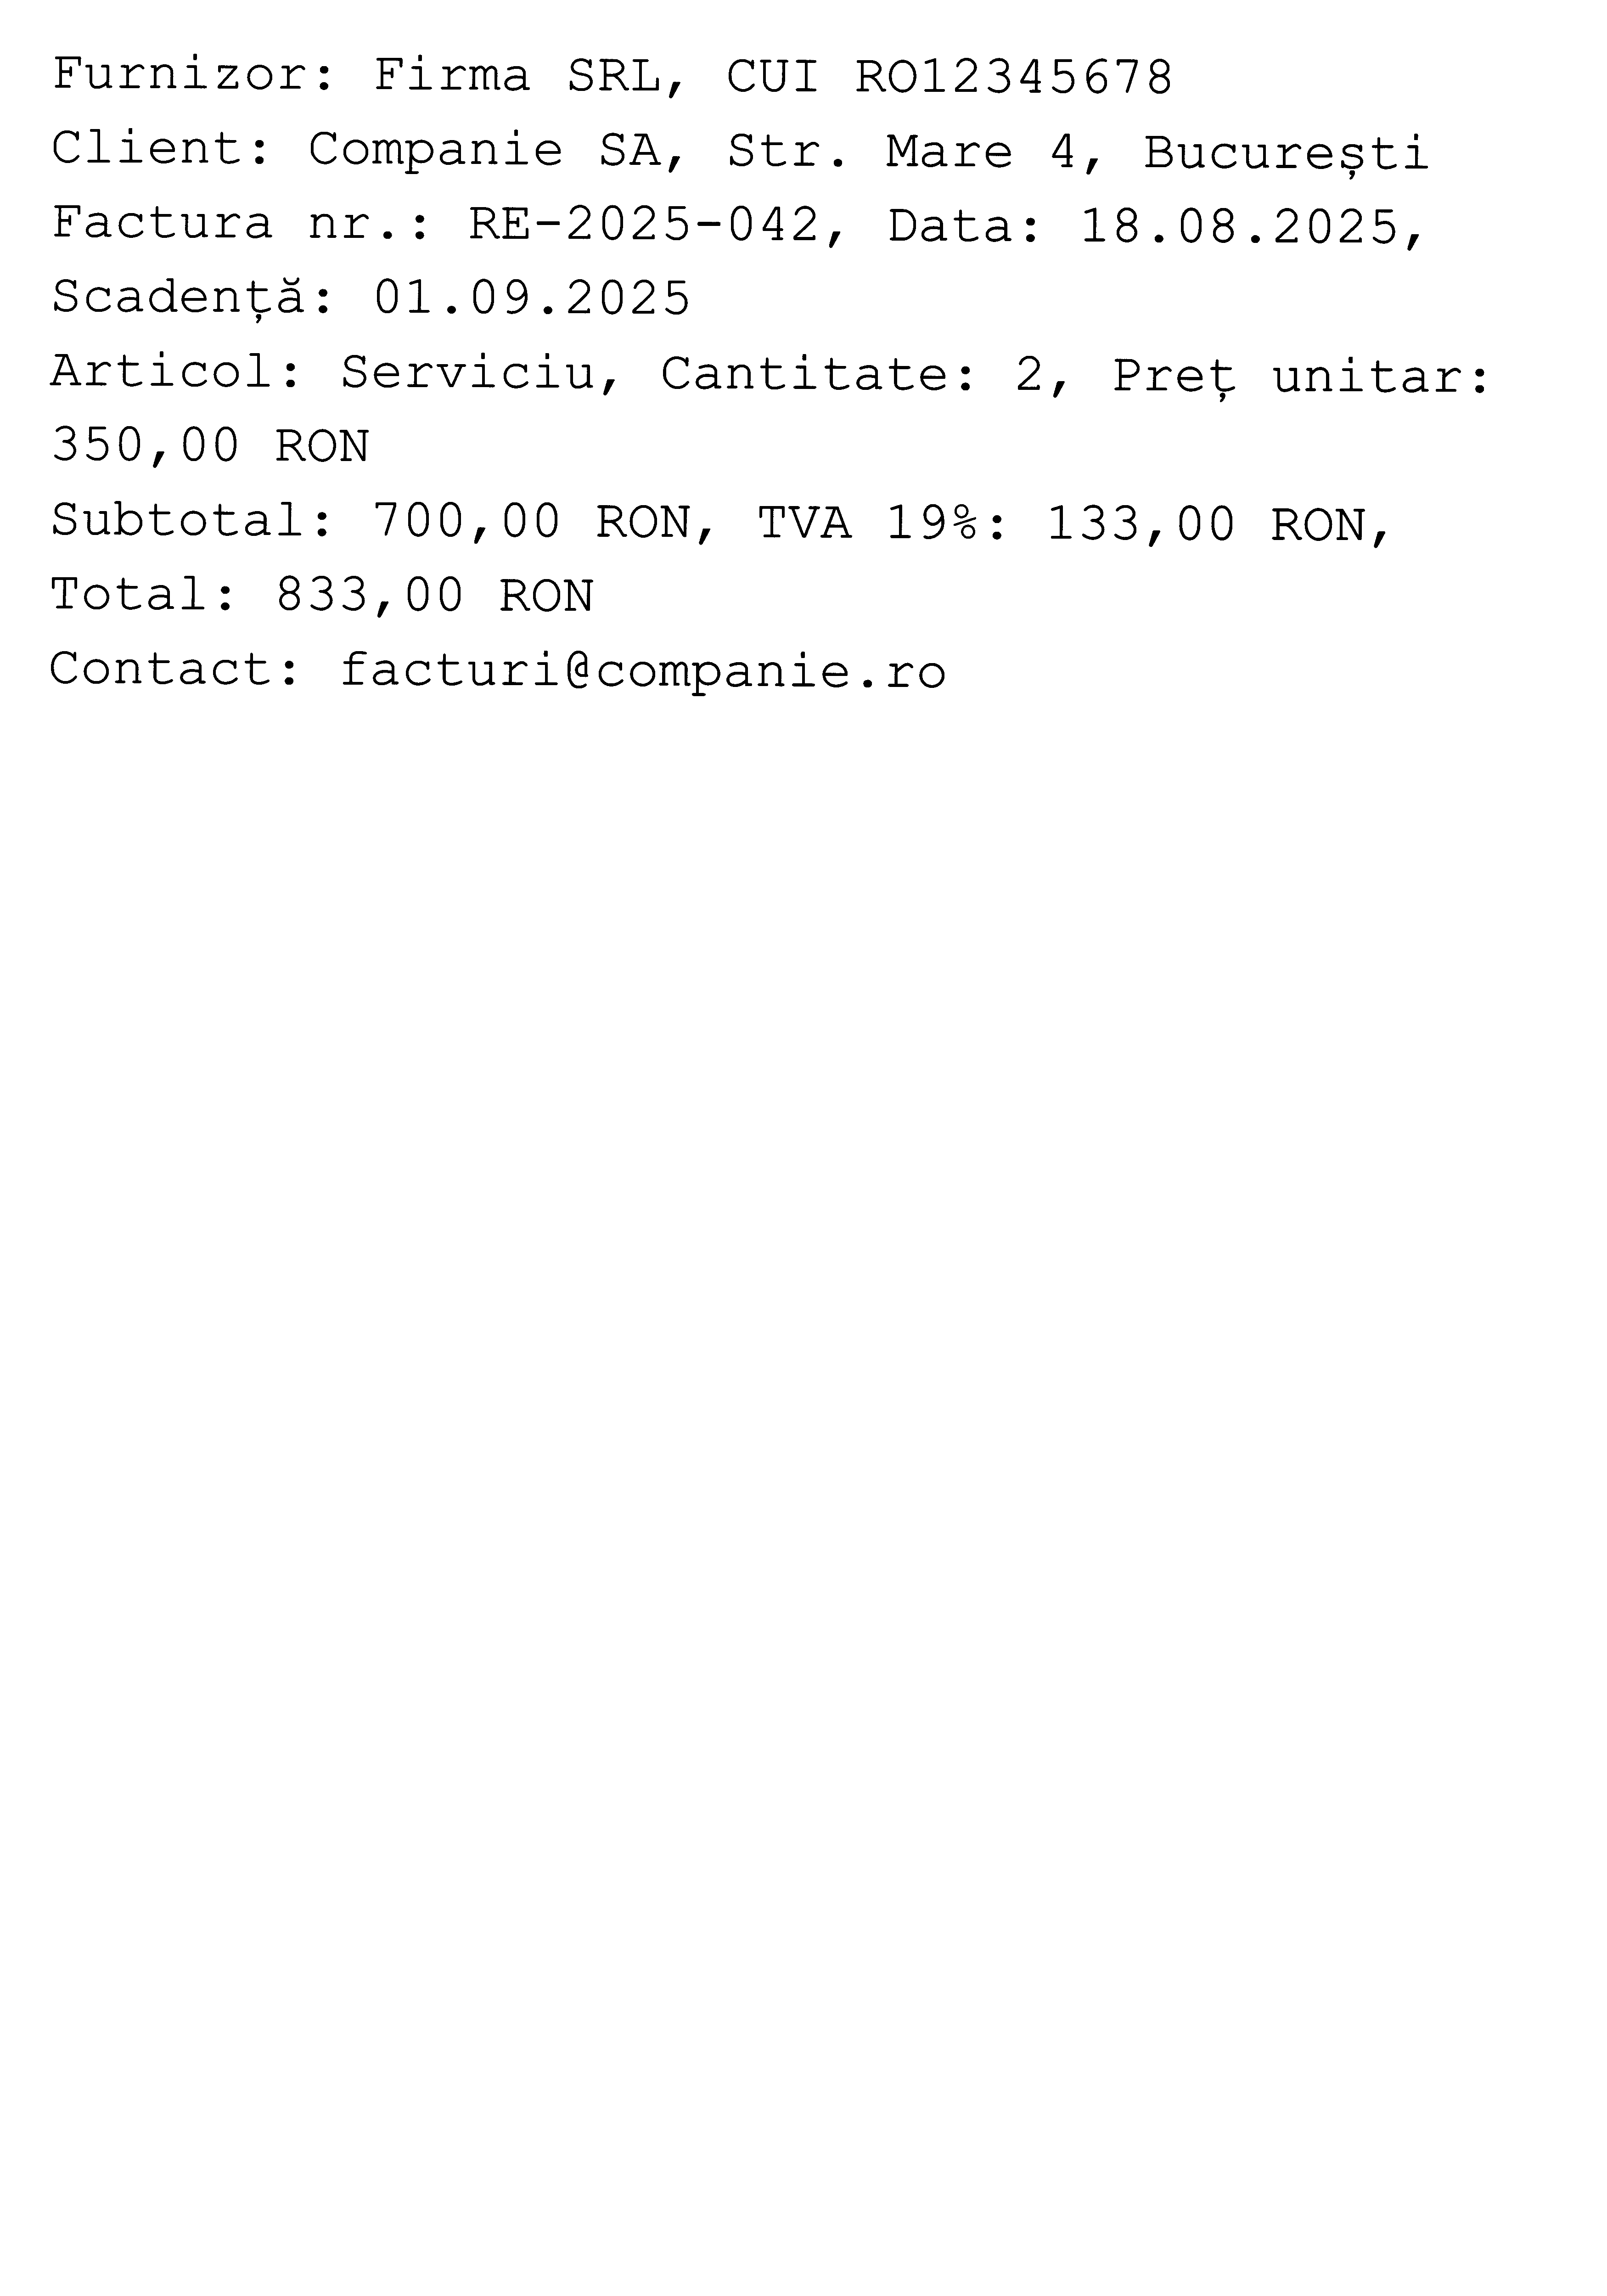 Furnizor: Firma SRL, CUI RO12345678
Client: Companie SA, Str. Mare 4, București
Factura nr.: RE-2025-042, Data: 18.08.2025,
Scadență: 01.09.2025
Articol: Serviciu, Cantitate: 2, Preț unitar:
350,00 RON
Subtotal: 700,00 RON, TVA 19%: 133,00 RON,
Total: 833,00 RON
Contact: facturi@companie.ro